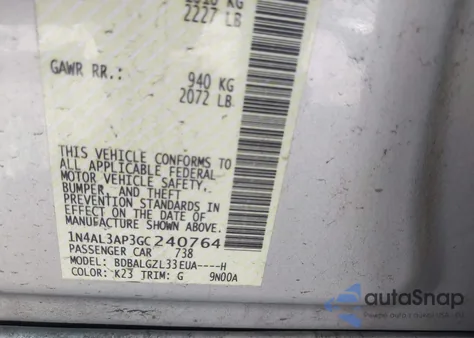 KG
2227 LB
GAWR RR.:
940 KG
2072 LB
THIS VEHICLE CONFORMS TO
ALL APPLICABLE FEDERAL
MOTOR VEHICLE SAFETY,
BUMPER, AND THEFT
PREVENTION STANDARDS IN
EFFECT ON THE DATE OF
MANUFACTURE SHOWN ABOVE
1N4AL3AP3GC240764
PASSENGER CAR 738
MODEL: BDBALGZL33EUA----H
COLOR: K23 TRIM: G 9N00A
autoSnap